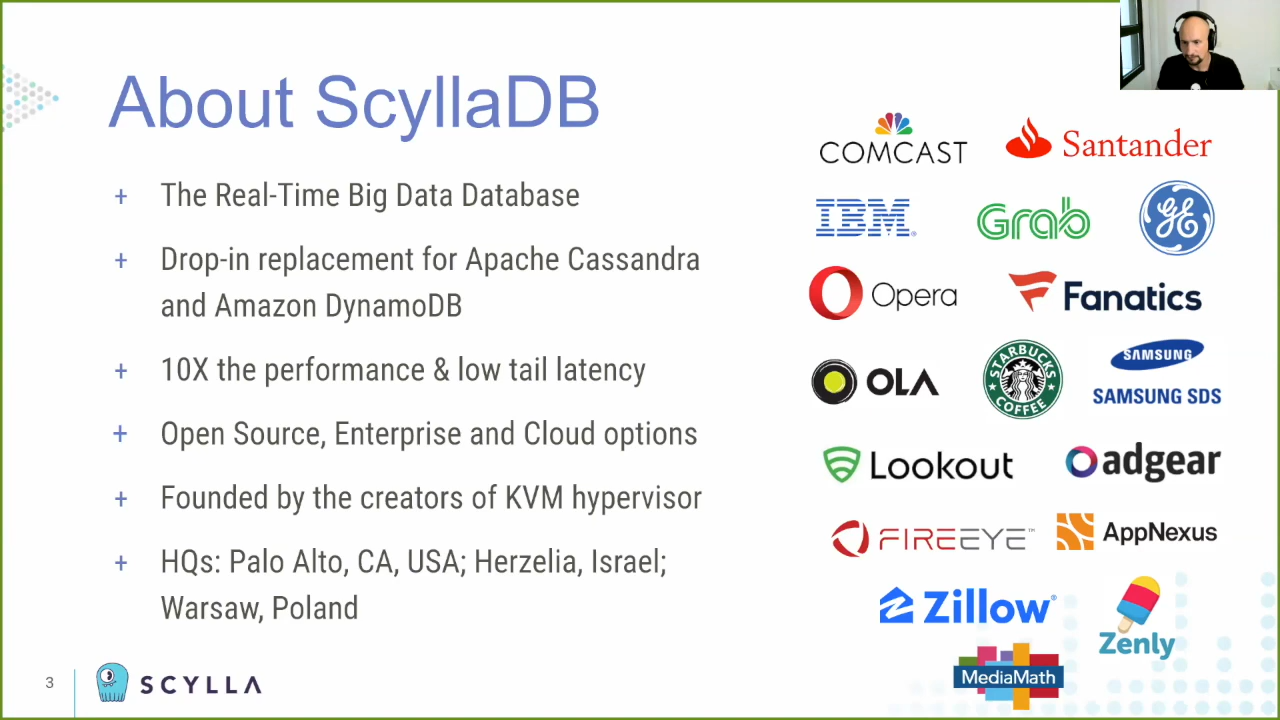 About ScyllaDB
+ The Real-Time Big Data Database
+ Drop-in replacement for Apache Cassandra
and Amazon DynamoDB
+ 10X the performance & low tail latency
+ Open Source, Enterprise and Cloud options
+ Founded by the creators of KVM hypervisor
+ HQs: Palo Alto, CA, USA; Herzelia, Israel;
Warsaw, Poland
COMCAST
Santander
IBM®
Grab
GE
Opera
Fanatics
OLA
STARBUCKS
COFFEE
SAMSUNG
SAMSUNG SDS
Lookout
adgear
FIREEYE™
AppNexus
Zillow®
Zenly
MediaMath
3
SCYLLA